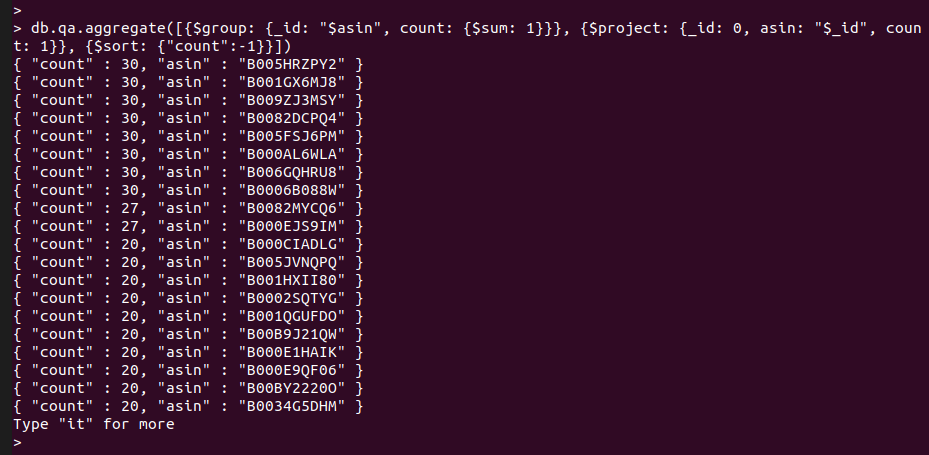 >
> db.qa.aggregate([{$group: {_id: "$asin", count: {$sum: 1}}}, {$project: {_id: 0, asin: "$_id", coun
t: 1}}, {$sort: {"count":-1}}])
{ "count" : 30, "asin" : "B005HRZPY2" }
{ "count" : 30, "asin" : "B001GX6MJ8" }
{ "count" : 30, "asin" : "B009ZJ3MSY" }
{ "count" : 30, "asin" : "B0082DCPQ4" }
{ "count" : 30, "asin" : "B005FSJ6PM" }
{ "count" : 30, "asin" : "B000AL6WLA" }
{ "count" : 30, "asin" : "B006GQHRU8" }
{ "count" : 30, "asin" : "B0006B088W" }
{ "count" : 27, "asin" : "B0082MYCQ6" }
{ "count" : 27, "asin" : "B000EJS9IM" }
{ "count" : 20, "asin" : "B000CIADLG" }
{ "count" : 20, "asin" : "B005JVNQPQ" }
{ "count" : 20, "asin" : "B001HXII80" }
{ "count" : 20, "asin" : "B0002SQTYG" }
{ "count" : 20, "asin" : "B001QGUFDO" }
{ "count" : 20, "asin" : "B00B9J21QW" }
{ "count" : 20, "asin" : "B000E1HAIK" }
{ "count" : 20, "asin" : "B000E9QF06" }
{ "count" : 20, "asin" : "B00BY2220O" }
{ "count" : 20, "asin" : "B0034G5DHM" }
Type "it" for more
>